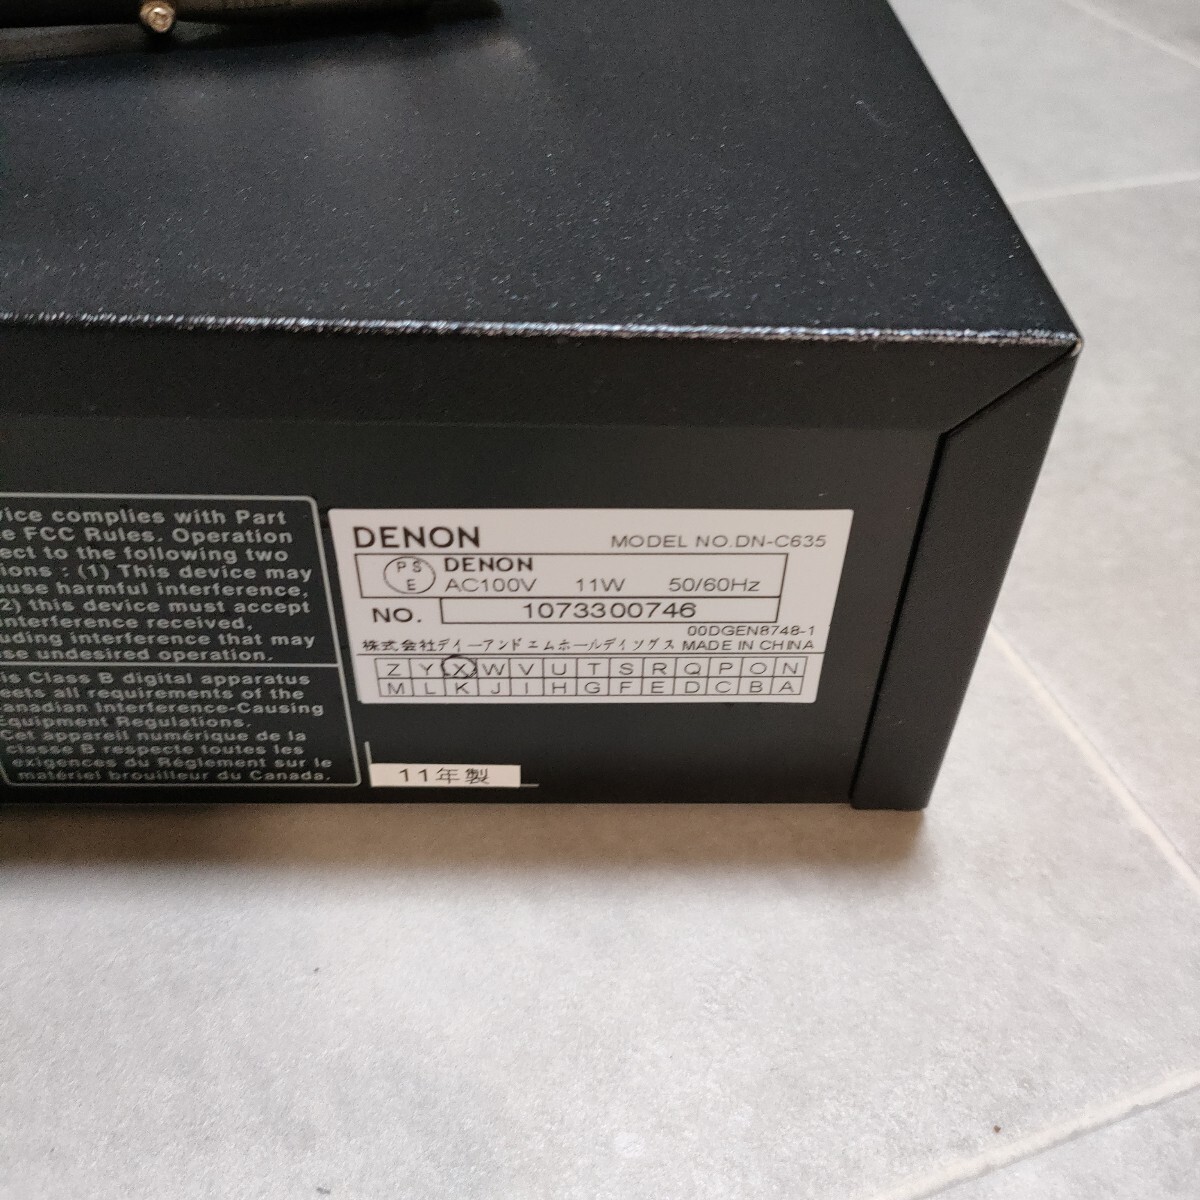 vice complies with Part
e FCC Rules. Operation
ect to the following two
ions : (1) This device may
ause harmful interference,
2) this device must accept
interference received,
uding interference that may
se undesired operation.
is Class B digital apparatus
eets all requirements of the
anadian Interference-Causing
Equipment Regulations.
Cet appareil numérique de la
classe B respecte toutes les
exigences du Réglement sur le
matériel brouilleur du Canada.
DENON MODEL NO.DN-C635
PSE DENON
AC100V 11W 50/60Hz
NO. 1073300746
00DGEN8748-1
株式会社デイーアンドエムホールデイングス MADE IN CHINA
Z Y X W V U T S R Q P O N
M L K J I H G F E D C B A
11年製